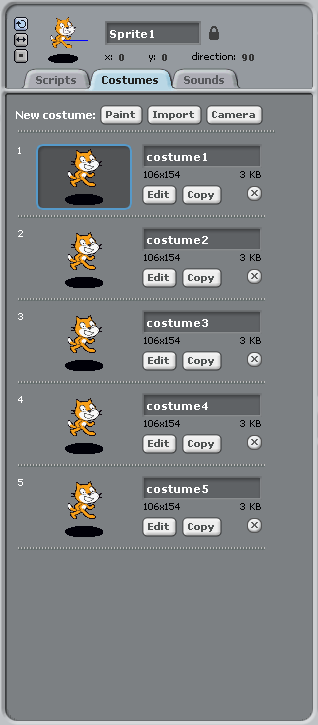 Sprite1
x: 0 y: 0 direction: 90
Scripts Costumes Sounds
New costume: Paint Import Camera
1 costume1
106x154 3 KB
Edit Copy
2 costume2
106x154 3 KB
Edit Copy
3 costume3
106x154 3 KB
Edit Copy
4 costume4
106x154 3 KB
Edit Copy
5 costume5
106x154 3 KB
Edit Copy